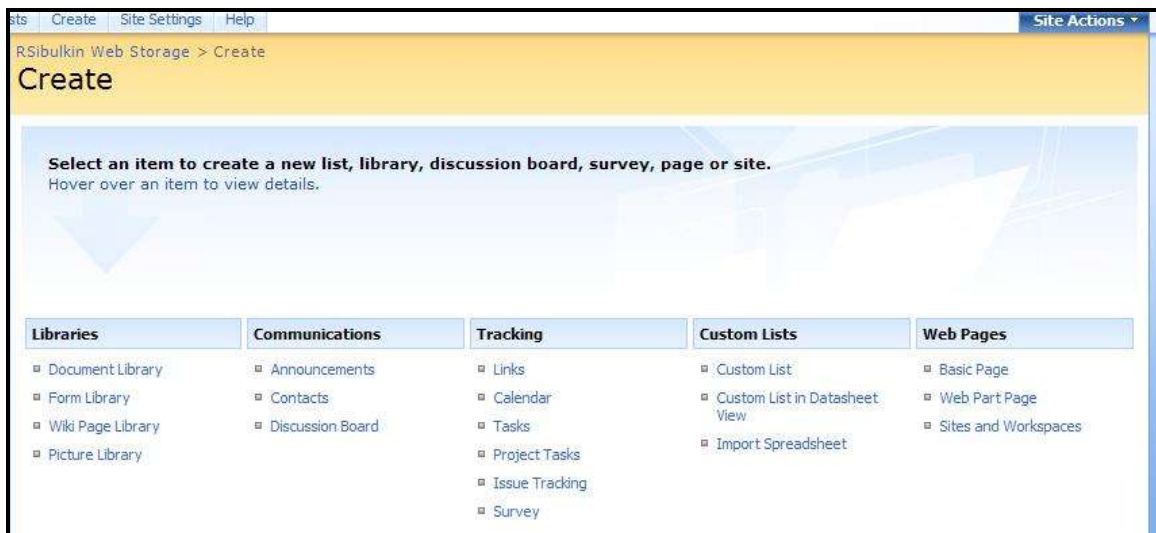 sts Create Site Settings Help Site Actions
RSibulkin Web Storage > Create
Create
Select an item to create a new list, library, discussion board, survey, page or site.
Hover over an item to view details.
Libraries
Document Library
Form Library
Wiki Page Library
Picture Library
Communications
Announcements
Contacts
Discussion Board
Tracking
Links
Calendar
Tasks
Project Tasks
Issue Tracking
Survey
Custom Lists
Custom List
Custom List in Datasheet
View
Import Spreadsheet
Web Pages
Basic Page
Web Part Page
Sites and Workspaces